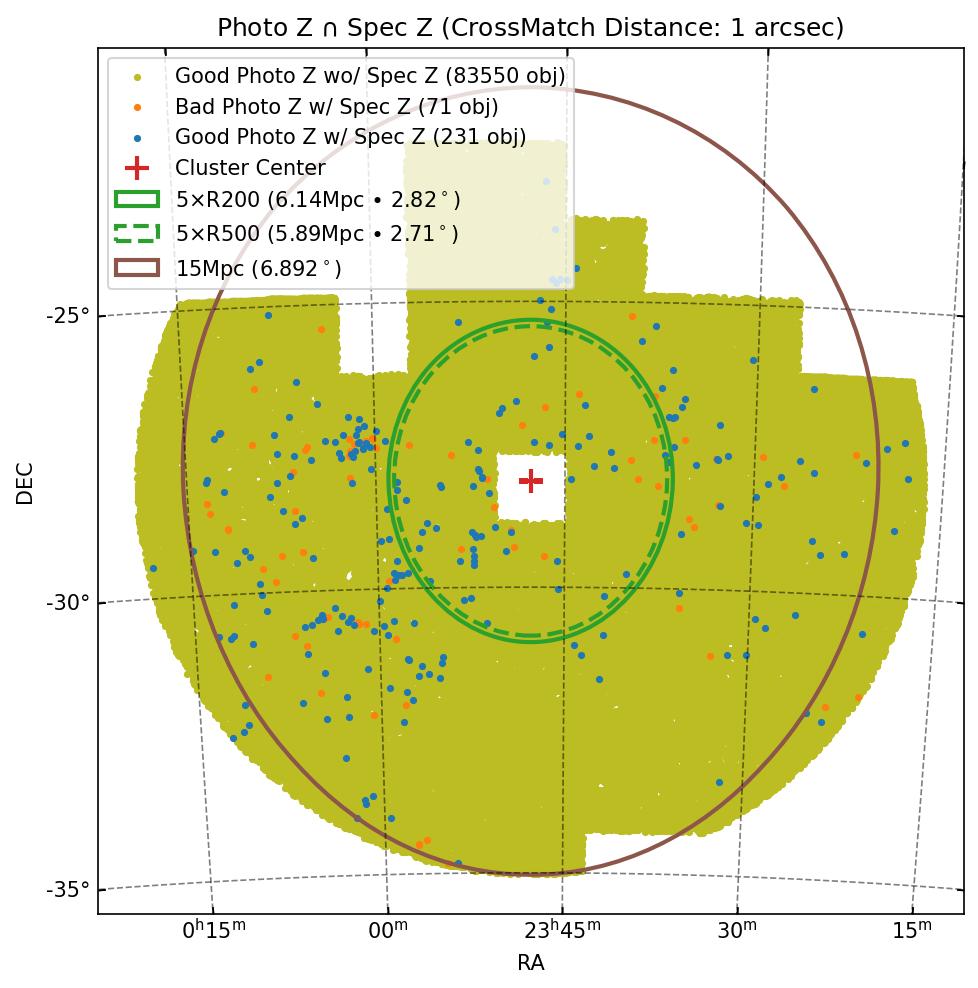 Photo Z ∩ Spec Z (CrossMatch Distance: 1 arcsec)
Good Photo Z wo/ Spec Z (83550 obj)
Bad Photo Z w/ Spec Z (71 obj)
Good Photo Z w/ Spec Z (231 obj)
Cluster Center
5×R200 (6.14Mpc • 2.82°)
5×R500 (5.89Mpc • 2.71°)
15Mpc (6.892°)
-25°
-30°
-35°
DEC
0ʰ15ᵐ 00ᵐ 23ʰ45ᵐ 30ᵐ 15ᵐ
RA